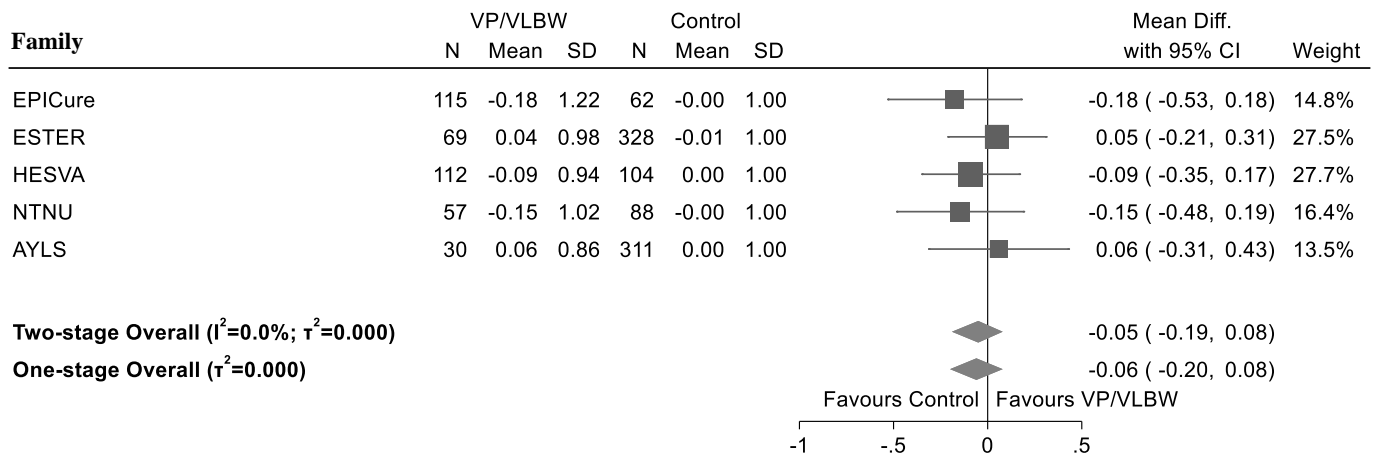 VP/VLBW Control Mean Diff.
Family N Mean SD N Mean SD with 95% CI Weight
EPICure 115 -0.18 1.22 62 -0.00 1.00 -0.18 ( -0.53, 0.18) 14.8%
ESTER 69 0.04 0.98 328 -0.01 1.00 0.05 ( -0.21, 0.31) 27.5%
HESVA 112 -0.09 0.94 104 0.00 1.00 -0.09 ( -0.35, 0.17) 27.7%
NTNU 57 -0.15 1.02 88 -0.00 1.00 -0.15 ( -0.48, 0.19) 16.4%
AYLS 30 0.06 0.86 311 0.00 1.00 0.06 ( -0.31, 0.43) 13.5%
Two-stage Overall (I²=0.0%; τ²=0.000) -0.05 ( -0.19, 0.08)
One-stage Overall (τ²=0.000) -0.06 ( -0.20, 0.08)
Favours Control Favours VP/VLBW
-1 -.5 0 .5